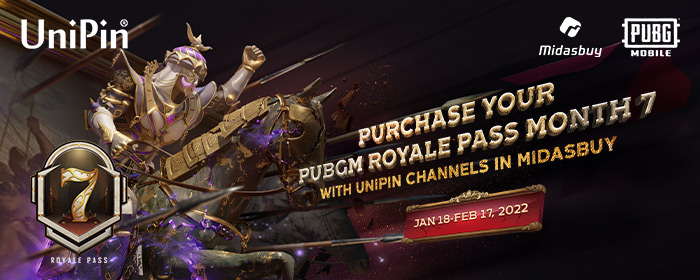 UniPin®
Midasbuy
PUBG
MOBILE
PURCHASE YOUR
PUBGM ROYALE PASS MONTH 7
WITH UNIPIN CHANNELS IN MIDASBUY
JAN 18-FEB 17, 2022
7
ROYALE PASS